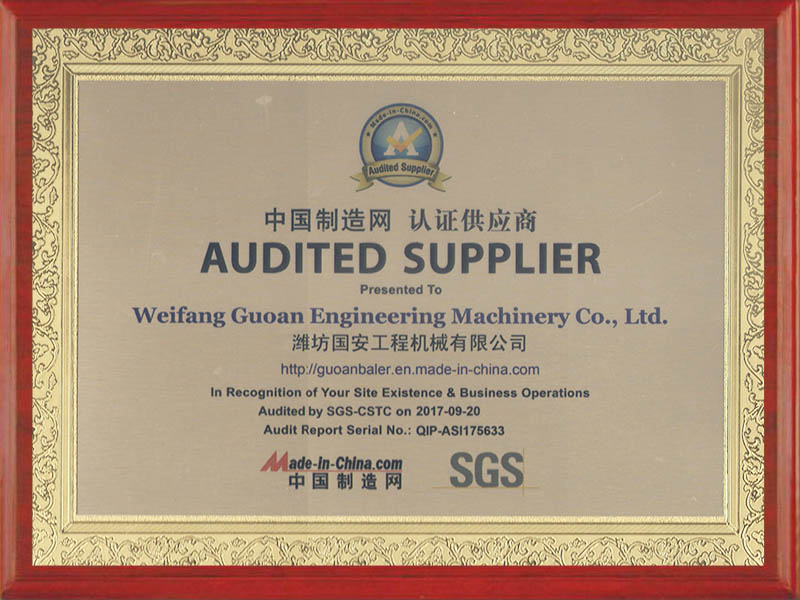 Made-in-China.com
Audited Supplier
中国制造网 认证供应商
AUDITED SUPPLIER
Presented To
Weifang Guoan Engineering Machinery Co., Ltd.
潍坊国安工程机械有限公司
http://guoanbaler.en.made-in-china.com
In Recognition of Your Site Existence & Business Operations
Audited by SGS-CSTC on 2017-09-20
Audit Report Serial No.: QIP-ASI175633
Made-in-China.com
中国制造网
SGS